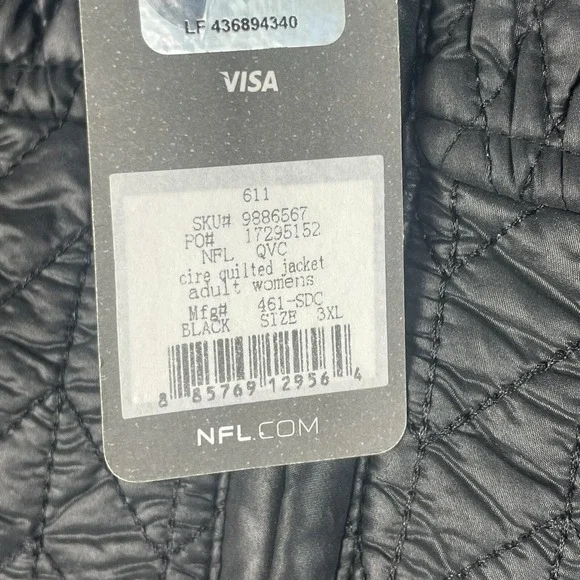 LF 436894340
VISA
611
SKU# 9886567
PO# 17295152
NFL QVC
cire quilted jacket
adult womens
Mfg# 461-SDC
BLACK SIZE 3XL
8 85769 12956 4
NFL.COM